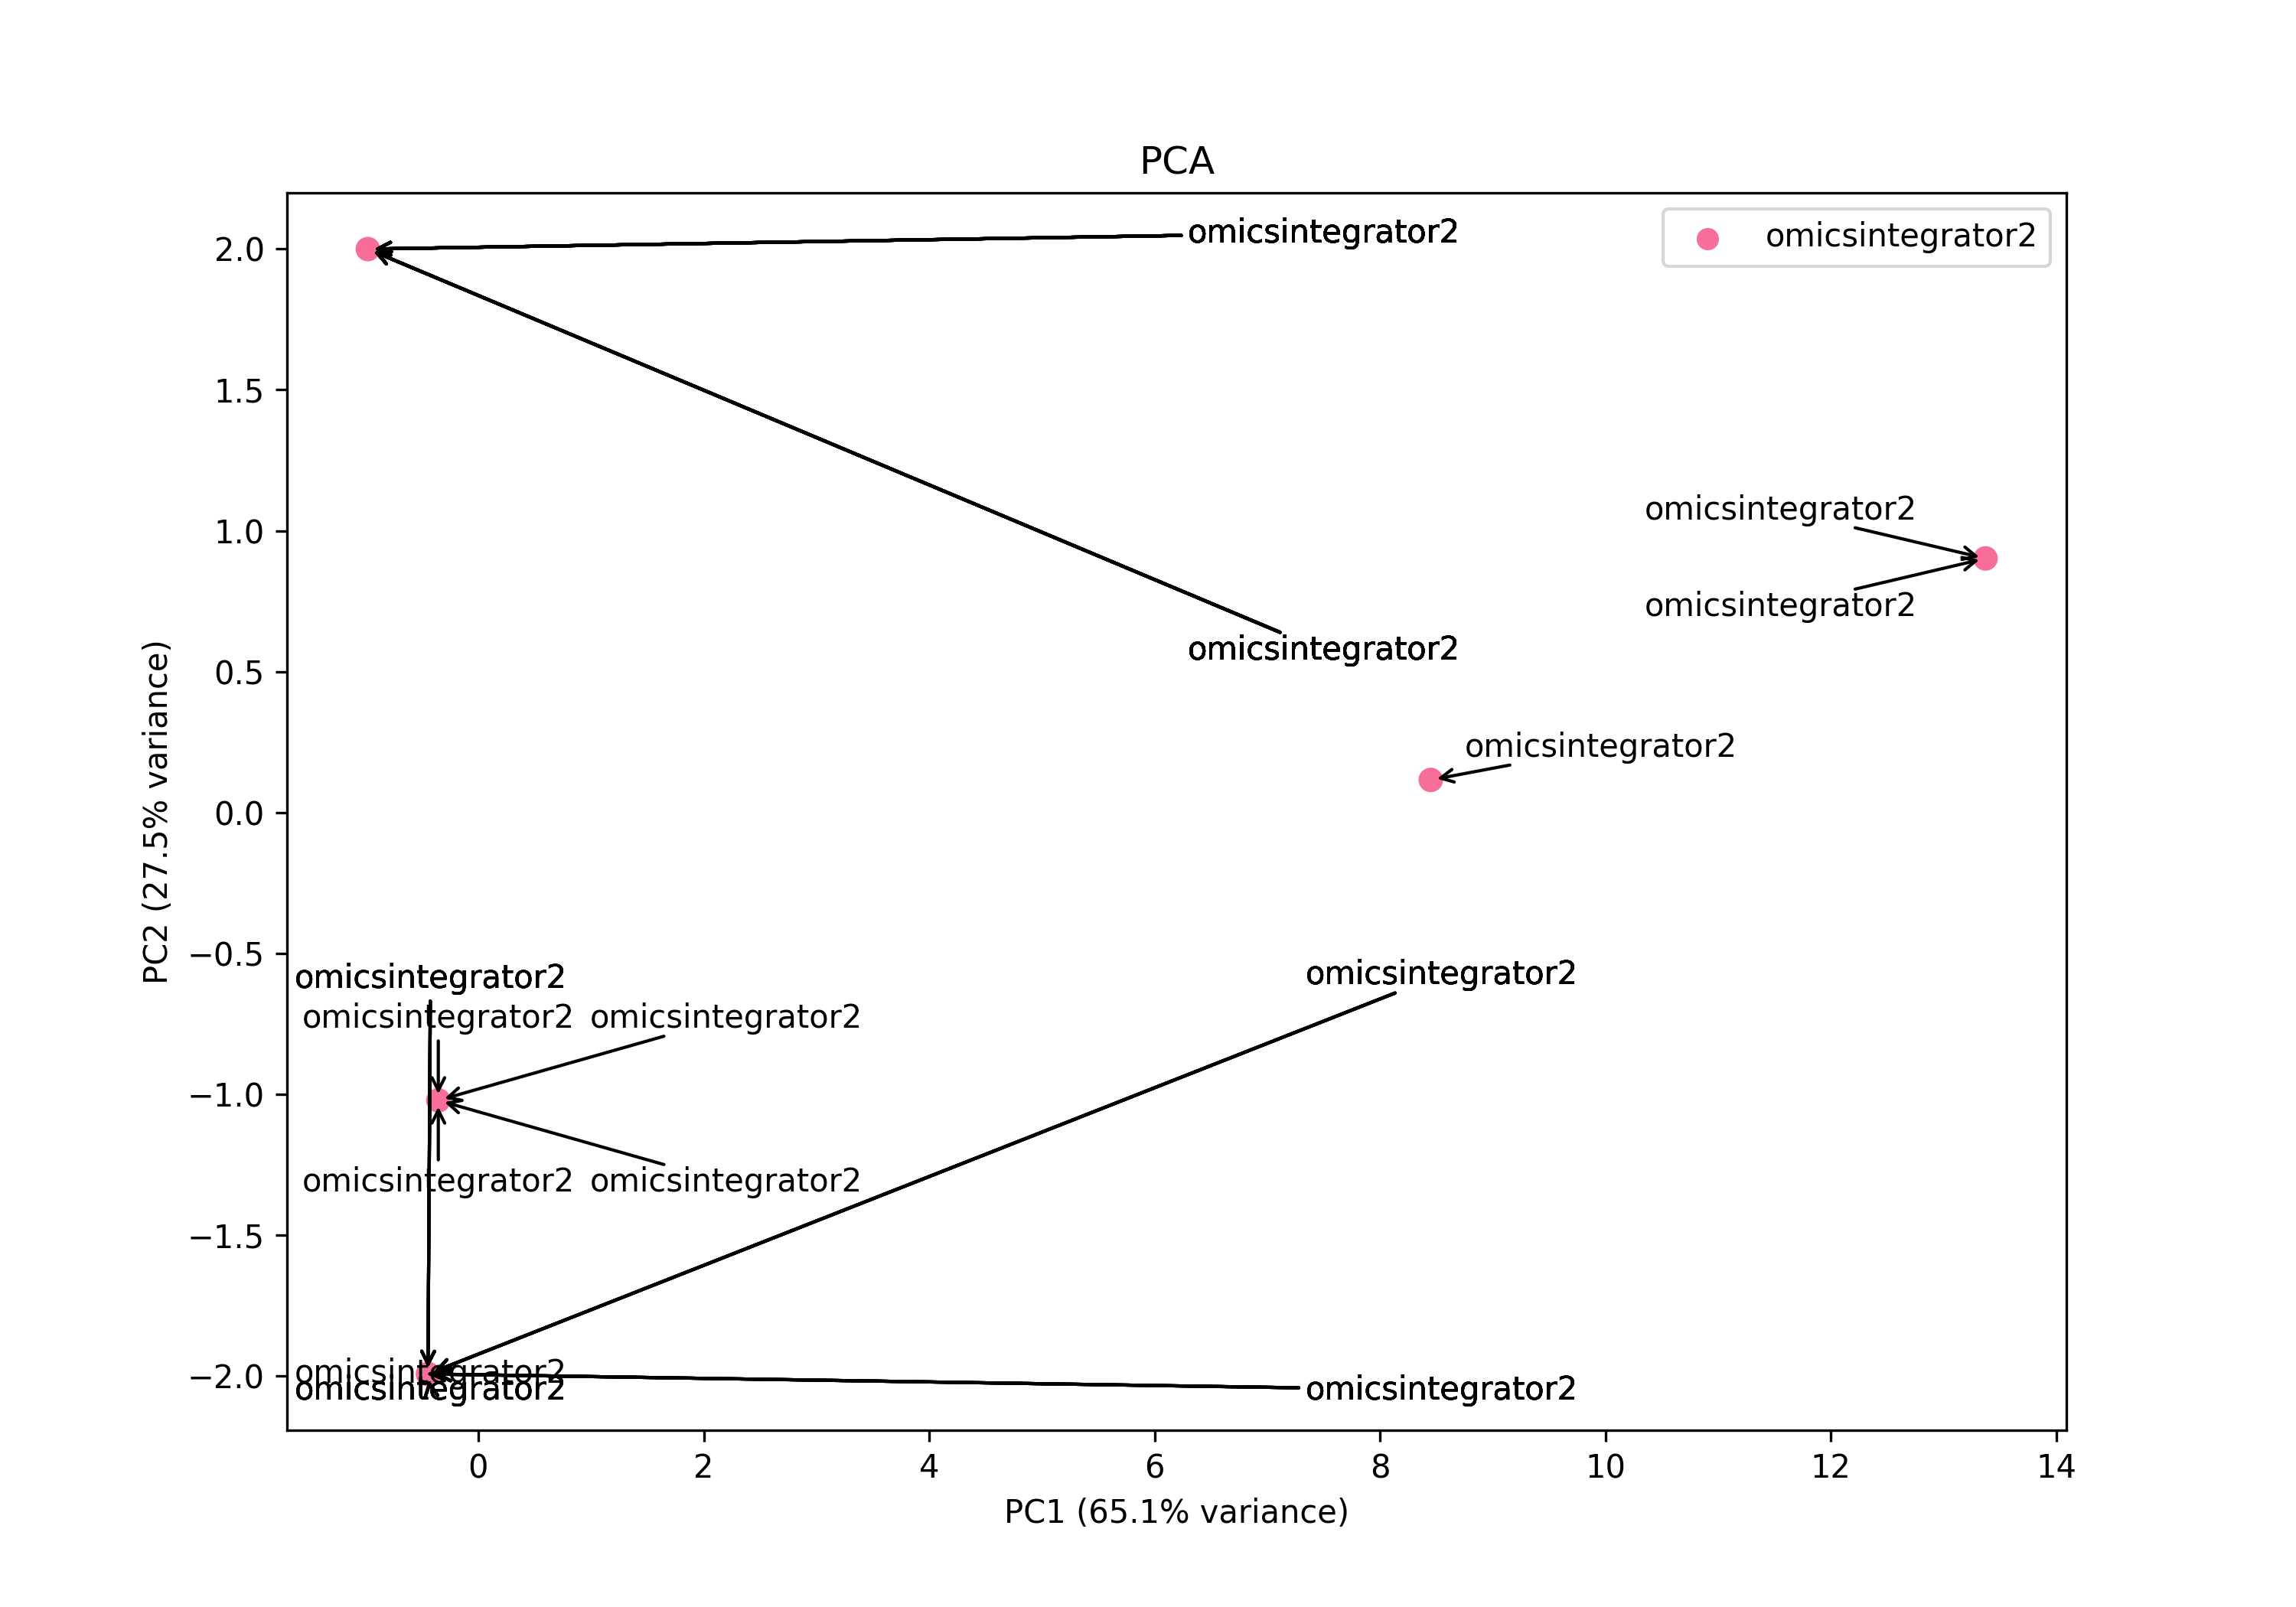 PCA
omicsintegrator2
omicsintegrator2
2.0
1.5
omicsintegrator2
1.0
omicsintegrator2
omicsintegrator2
0.5
omicsintegrator2
0.0
PC2 (27.5% variance)
−0.5
omicsintegrator2
omicsintegrator2
omicsintegrator2
omicsintegrator2
−1.0
omicsintegrator2
omicsintegrator2
−1.5
omicsintegrator2
−2.0
omicsintegrator2
omicsintegrator2
0 2 4 6 8 10 12 14
PC1 (65.1% variance)